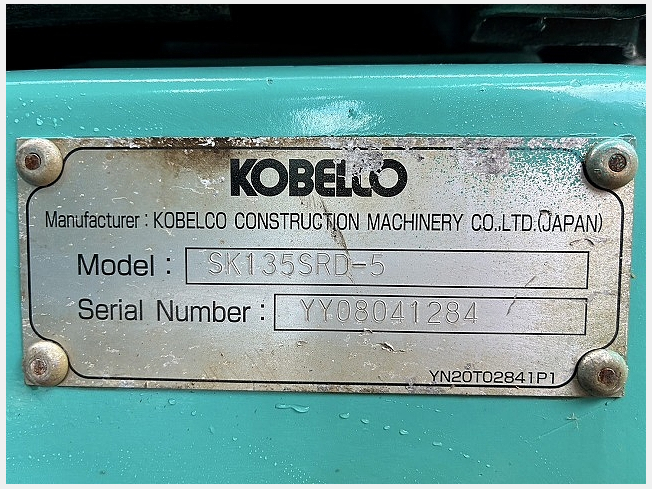 KOBELCO
Manufacturer : KOBELCO CONSTRUCTION MACHINERY CO.,LTD.(JAPAN)
Model : SK135SRD-5
Serial Number : YY08041284
YN20T02841P1